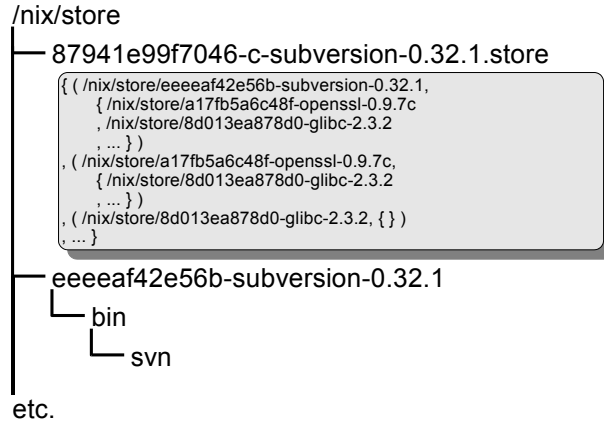 /nix/store
87941e99f7046-c-subversion-0.32.1.store
{ ( /nix/store/eeeeaf42e56b-subversion-0.32.1,
{ /nix/store/a17fb5a6c48f-openssl-0.9.7c
, /nix/store/8d013ea878d0-glibc-2.3.2
, ... } )
, ( /nix/store/a17fb5a6c48f-openssl-0.9.7c,
{ /nix/store/8d013ea878d0-glibc-2.3.2
, ... } )
, ( /nix/store/8d013ea878d0-glibc-2.3.2, { } )
, ... }
eeeeaf42e56b-subversion-0.32.1
bin
svn
etc.